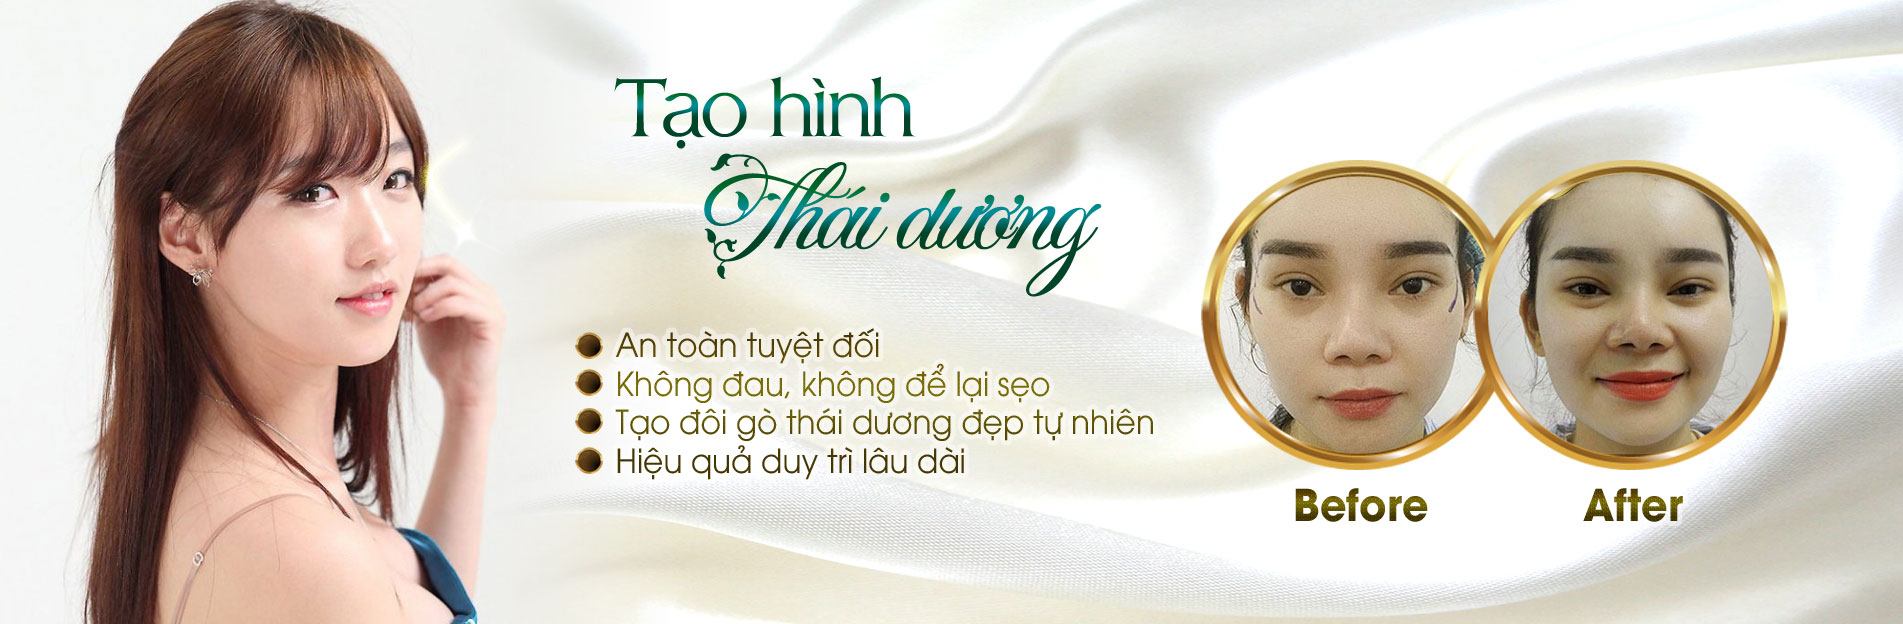 Tạo hình
Thái dương
An toàn tuyệt đối
Không đau, không để lại sẹo
Tạo đôi gò thái dương đẹp tự nhiên
Hiệu quả duy trì lâu dài
Before
After